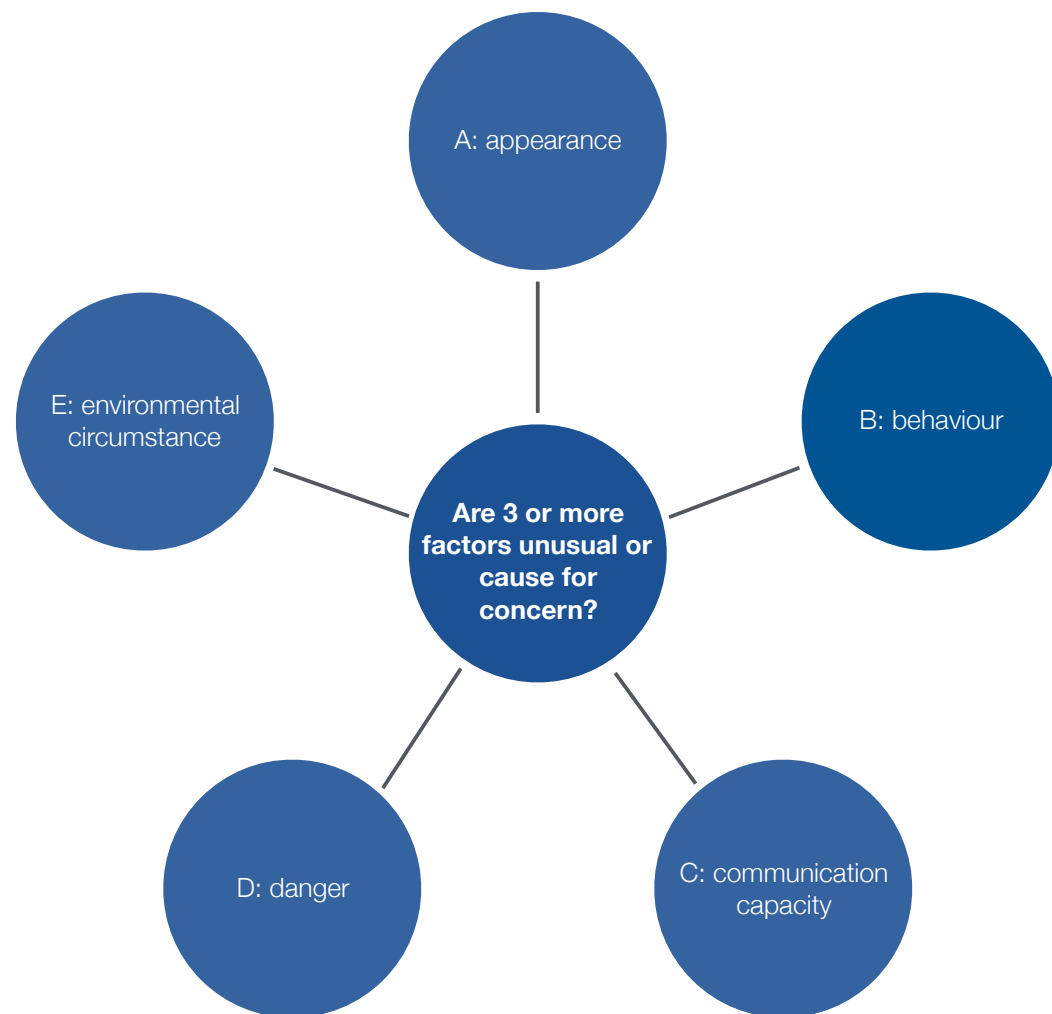 A: appearance
E: environmental
circumstance
B: behaviour
Are 3 or more
factors unusual or
cause for
concern?
D: danger
C: communication
capacity